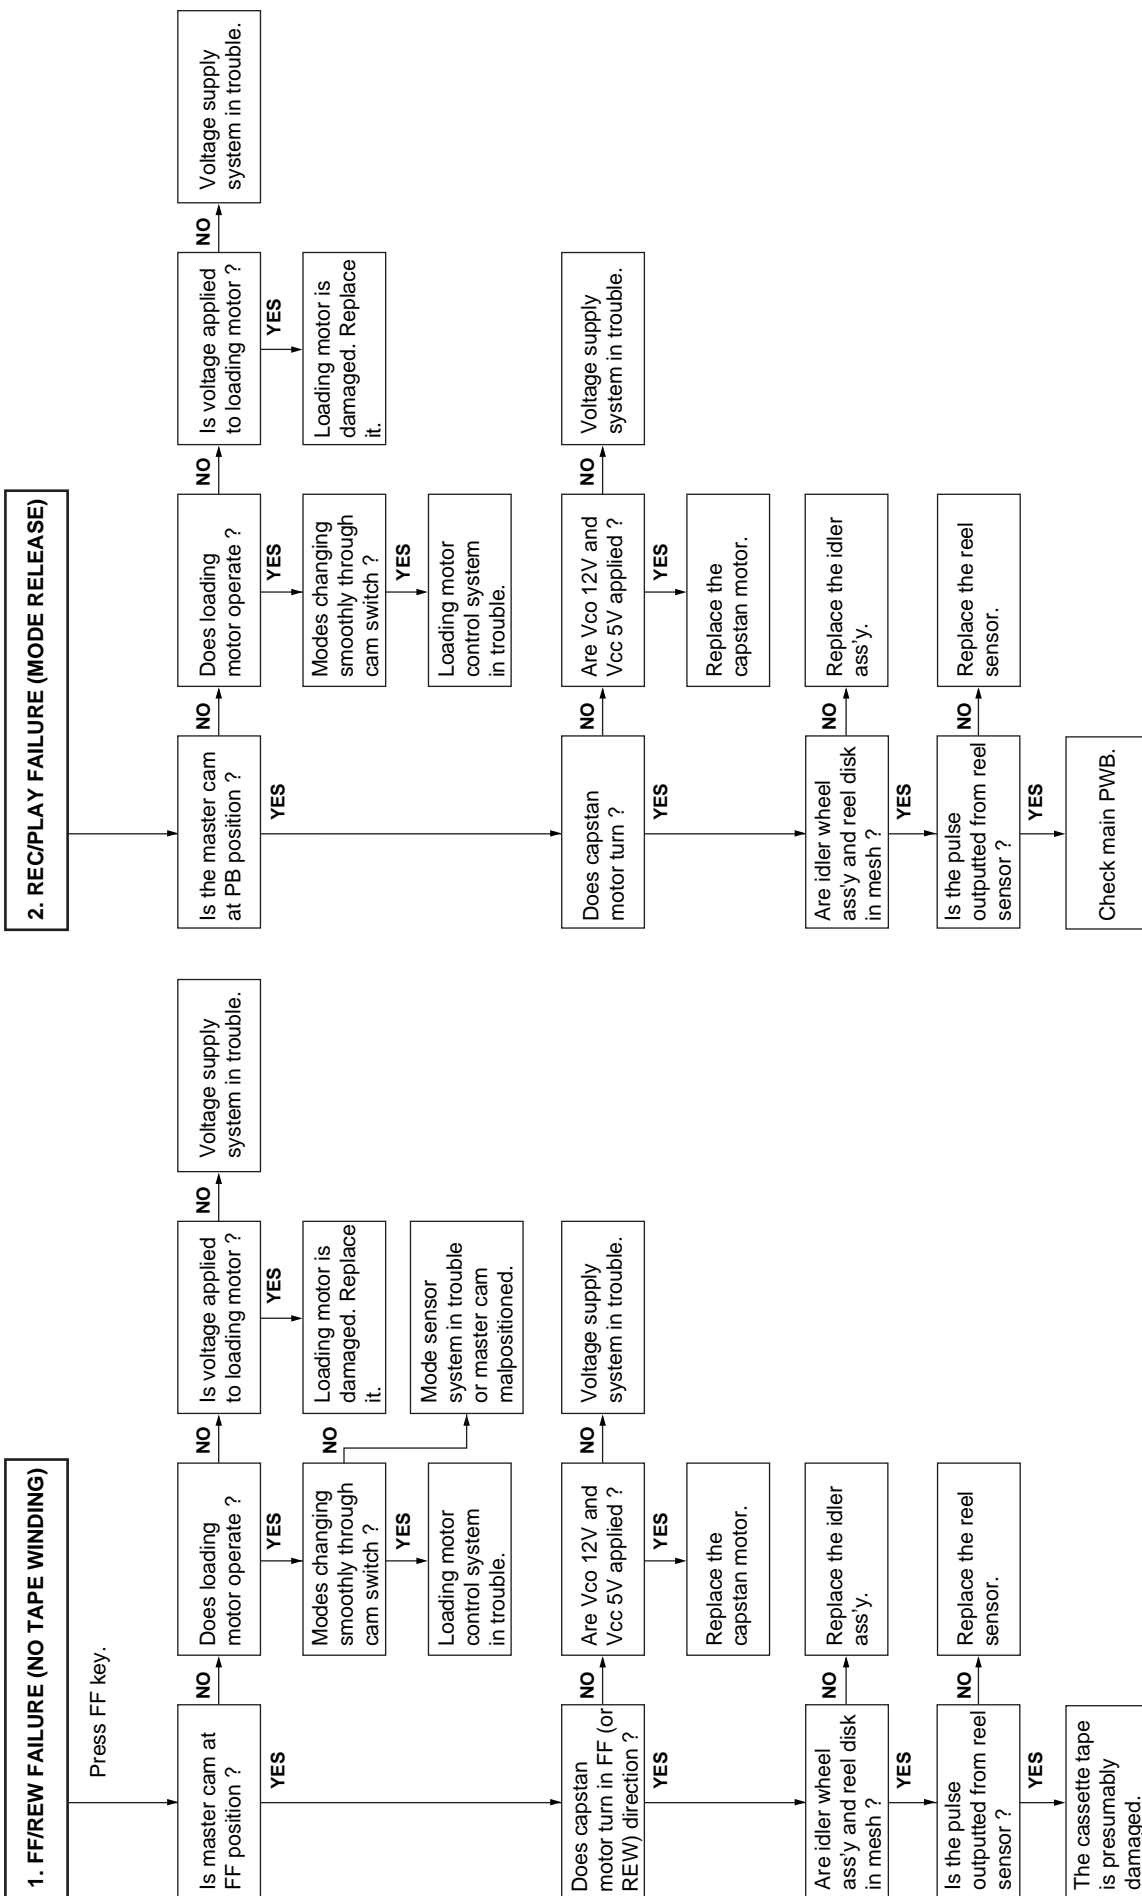 1. FF/REW FAILURE (NO TAPE WINDING)
Press FF key.
Is master cam at
FF position ?
NO
Does loading
motor operate ?
NO
Is voltage applied
to loading motor ?
NO
Voltage supply
system in trouble.
YES
Loading motor is
damaged. Replace
it.
YES
Modes changing
smoothly through
cam switch ?
NO
Mode sensor
system in trouble
or master cam
malpositioned.
YES
Loading motor
control system
in trouble.
YES
Does capstan
motor turn in FF (or
REW) direction ?
NO
Are Vco 12V and
Vcc 5V applied ?
NO
Voltage supply
system in trouble.
YES
Replace the
capstan motor.
YES
Are idler wheel
ass'y and reel disk
in mesh ?
NO
Replace the idler
ass'y.
YES
Is the pulse
outputted from reel
sensor ?
NO
Replace the reel
sensor.
YES
The cassette tape
is presumably
damaged.
2. REC/PLAY FAILURE (MODE RELEASE)
Is the master cam
at PB position ?
NO
Does loading
motor operate ?
NO
Is voltage applied
to loading motor ?
NO
Voltage supply
system in trouble.
YES
Loading motor is
damaged. Replace
it.
YES
Modes changing
smoothly through
cam switch ?
YES
Loading motor
control system
in trouble.
YES
Does capstan
motor turn ?
NO
Are Vco 12V and
Vcc 5V applied ?
NO
Voltage supply
system in trouble.
YES
Replace the
capstan motor.
YES
Are idler wheel
ass'y and reel disk
in mesh ?
NO
Replace the idler
ass'y.
YES
Is the pulse
outputted from reel
sensor ?
NO
Replace the reel
sensor.
YES
Check main PWB.